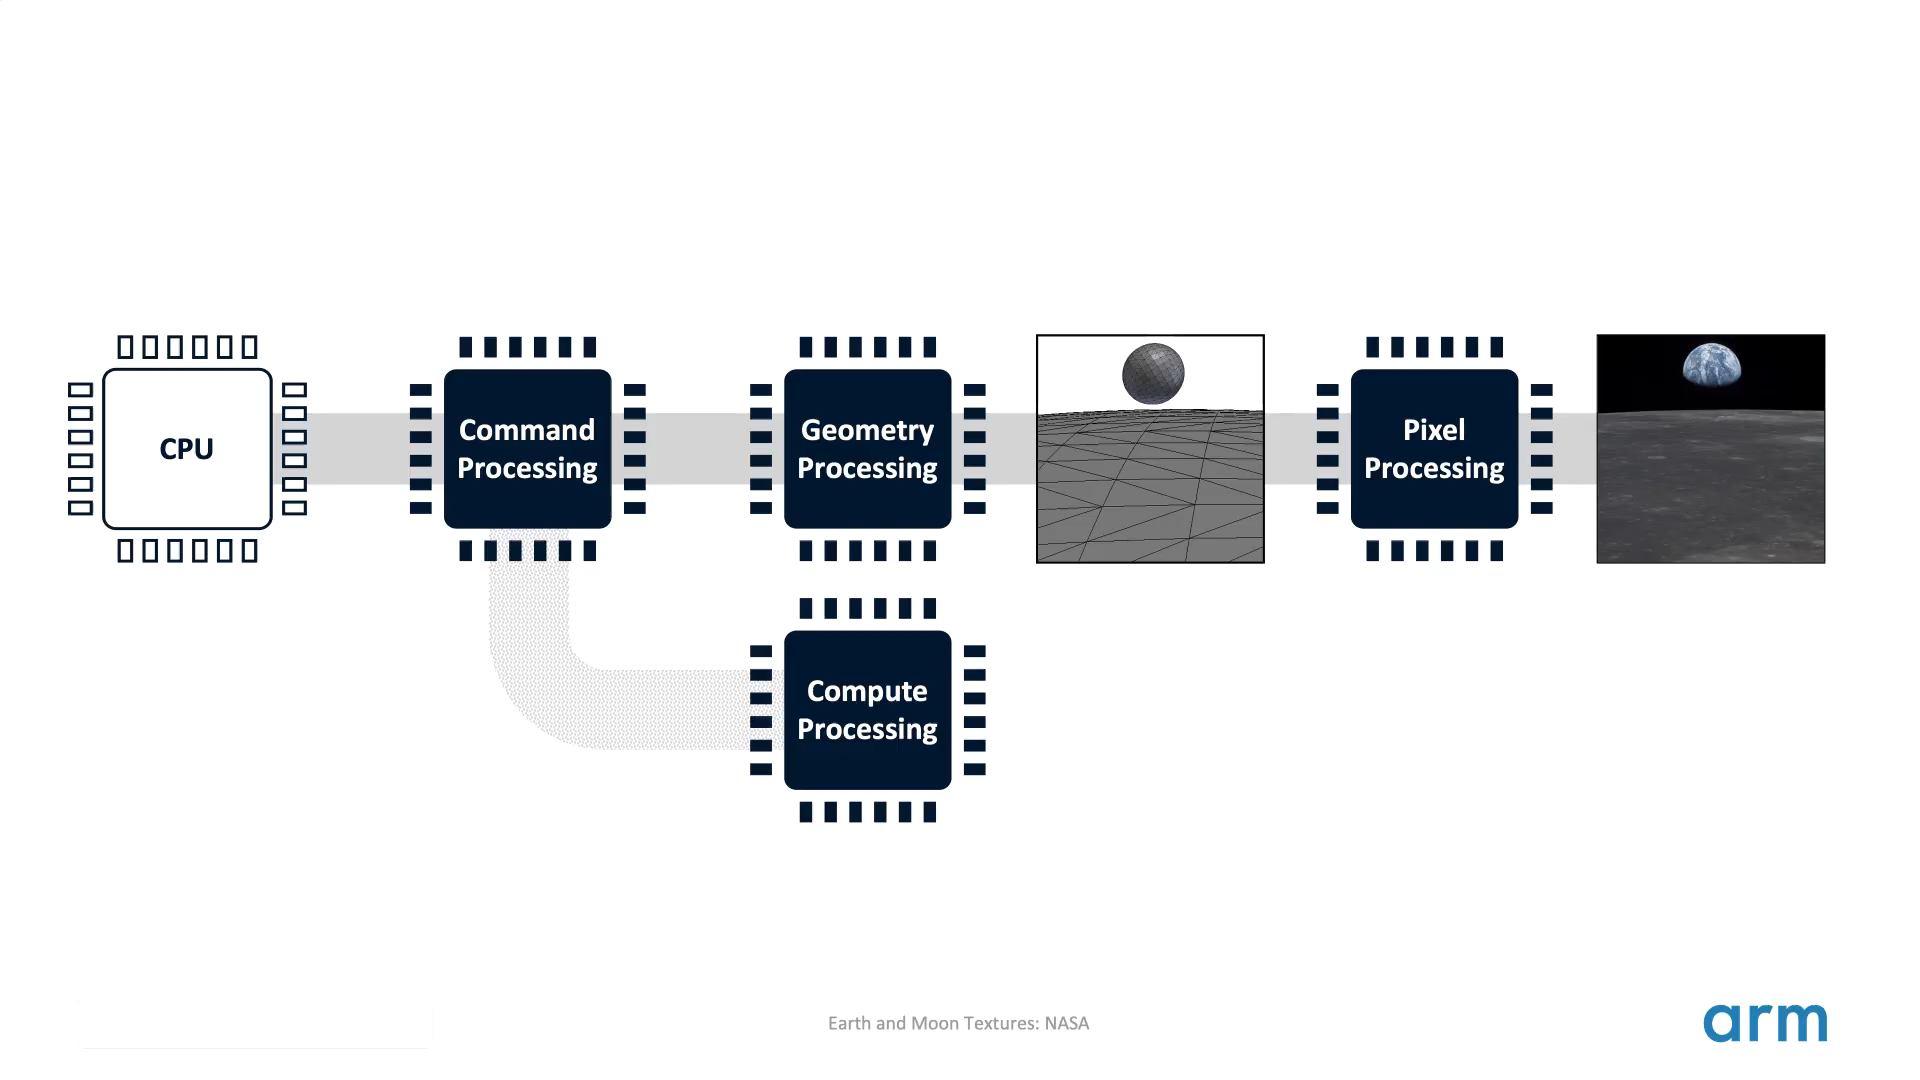 CPU
Command
Processing
Geometry
Processing
Pixel
Processing
Compute
Processing
Earth and Moon Textures: NASA
arm